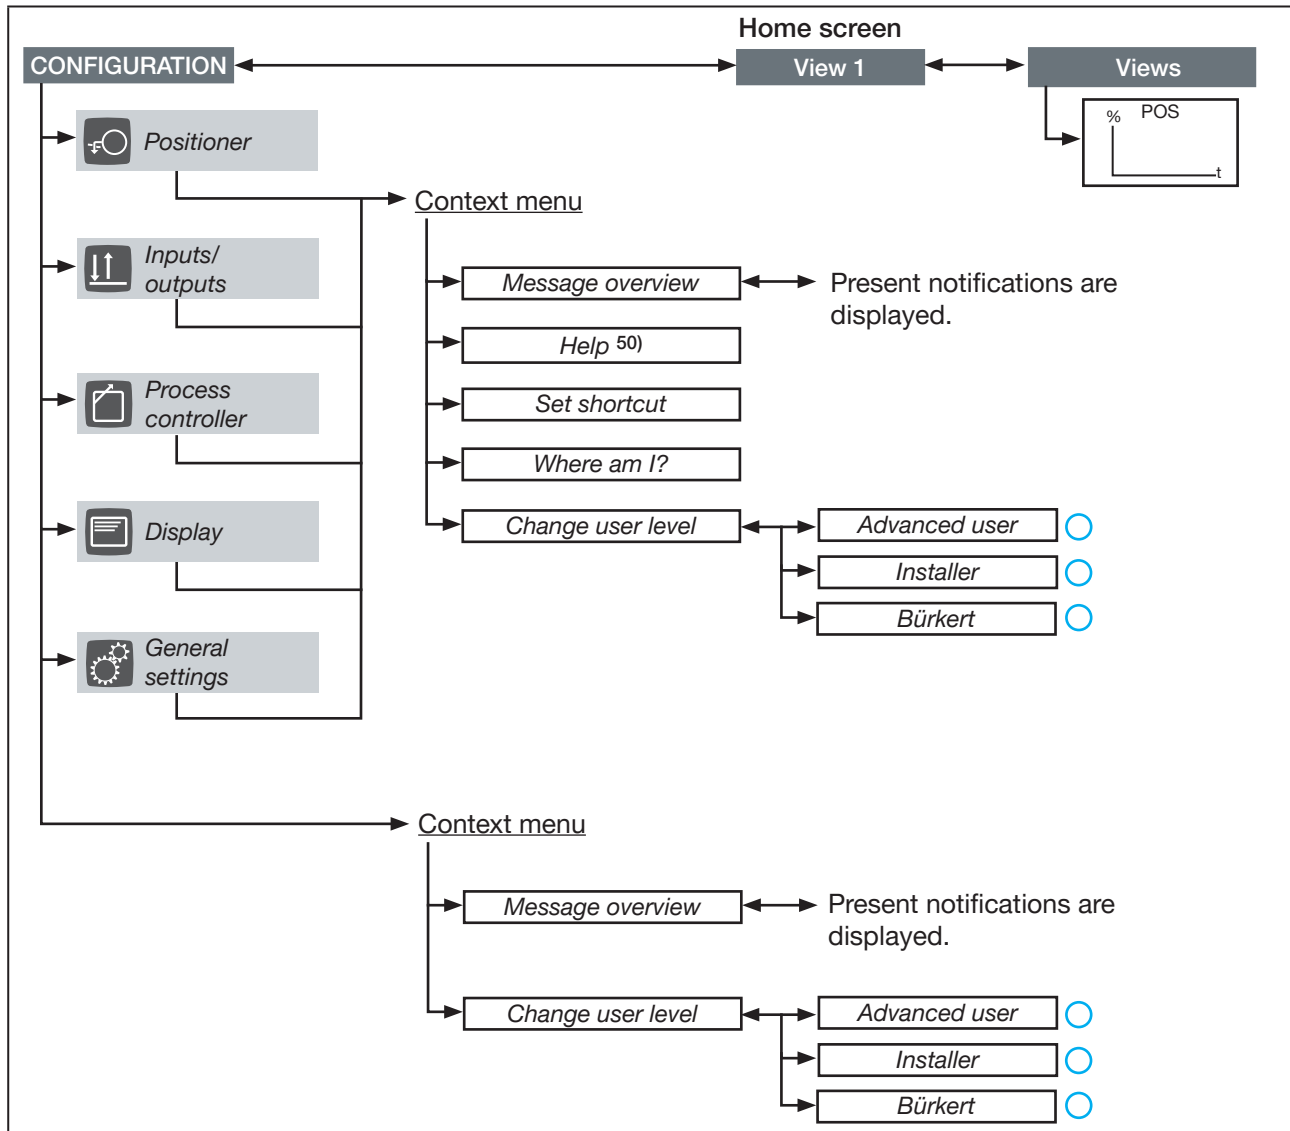 Home screen
CONFIGURATION
View 1
Views
% POS
t
Positioner
Context menu
Inputs/
outputs
Message overview
Present notifications are
displayed.
Help 50)
Process
controller
Set shortcut
Where am I?
Display
Change user level
Advanced user
Installer
Bürkert
General
settings
Context menu
Message overview
Present notifications are
displayed.
Change user level
Advanced user
Installer
Bürkert